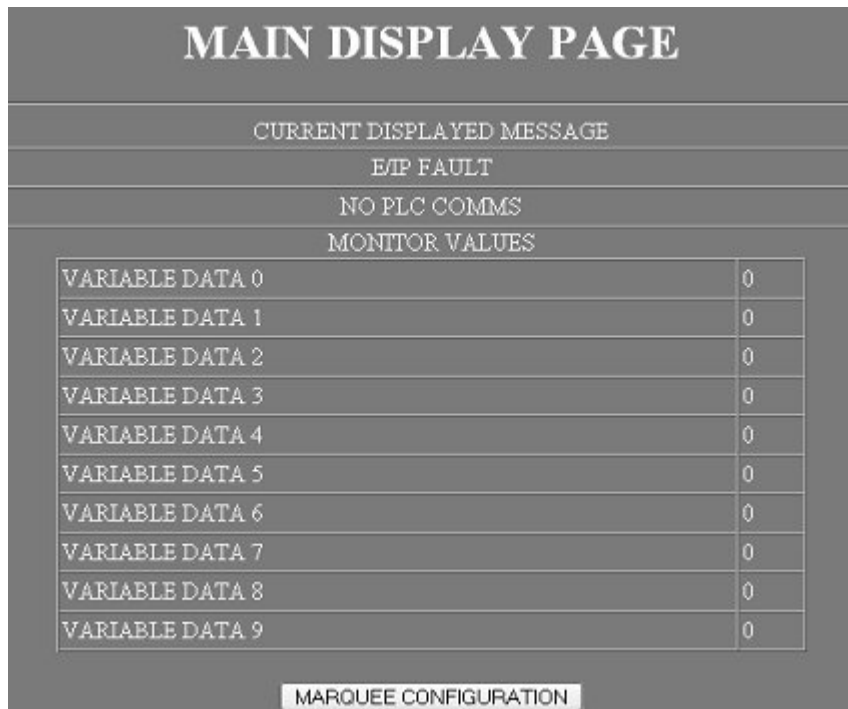 MAIN DISPLAY PAGE
CURRENT DISPLAYED MESSAGE
E/IP FAULT
NO PLC COMMS
MONITOR VALUES
VARIABLE DATA 0 0
VARIABLE DATA 1 0
VARIABLE DATA 2 0
VARIABLE DATA 3 0
VARIABLE DATA 4 0
VARIABLE DATA 5 0
VARIABLE DATA 6 0
VARIABLE DATA 7 0
VARIABLE DATA 8 0
VARIABLE DATA 9 0
MARQUEE CONFIGURATION